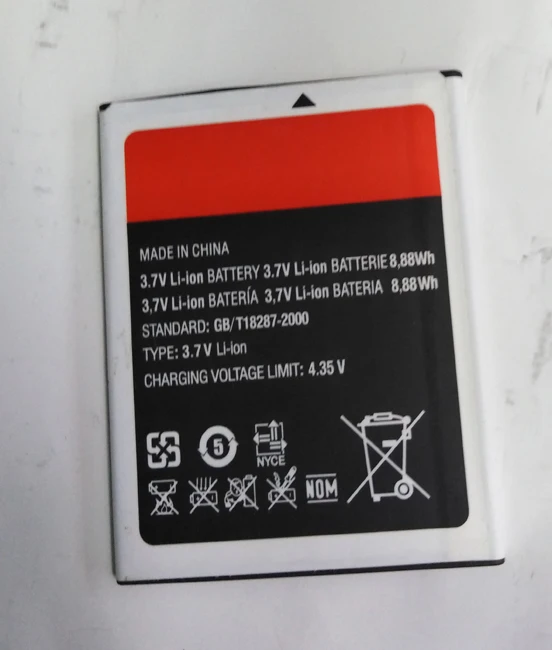 MADE IN CHINA
3.7V Li-ion BATTERY 3.7V Li-ion BATTERIE 8,88Wh
3,7V Li-ion BATERÍA 3,7V Li-ion BATERIA 8,88Wh
STANDARD: GB/T18287-2000
TYPE: 3.7 V Li-ion
CHARGING VOLTAGE LIMIT: 4.35 V
5
NYCE
NOM